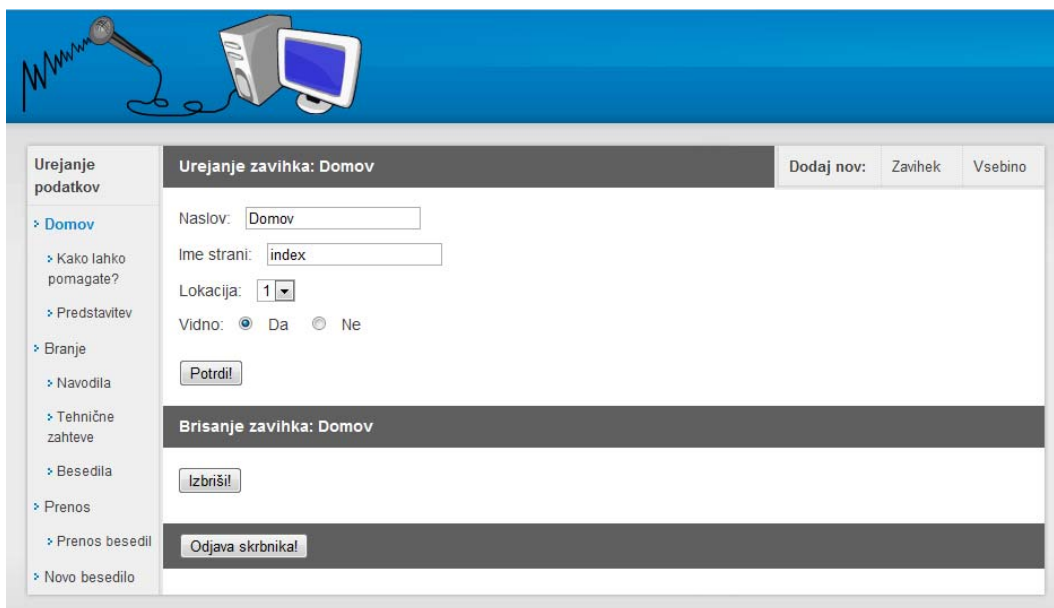 Urejanje
podatkov
Domov
Kako lahko
pomagate?
Predstavitev
Branje
Navodila
Tehnične
zahteve
Besedila
Prenos
Prenos besedil
Novo besedilo
Urejanje zavihka: Domov
Dodaj nov: Zavihek Vsebino
Naslov: Domov
Ime strani: index
Lokacija: 1
Vidno: Da Ne
Potrdi!
Brisanje zavihka: Domov
Izbriši!
Odjava skrbnika!